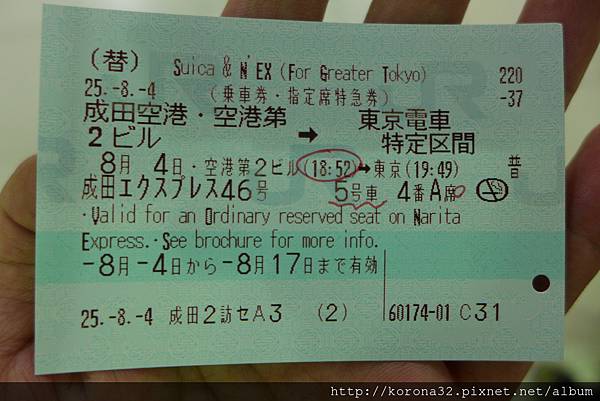 (替) Suica & N'EX (For Greater Tokyo) 220
25.-8.-4 (乗車券・指定席特急券) -37
成田空港・空港第2ビル → 東京電車特定区間
8月 4日・空港第2ビル(18:52)→東京(19:49) 普
成田エクスプレス46号 5号車 4番A席
・Valid for an Ordinary reserved seat on Narita
Express.・See brochure for more info.
-8月-4日から-8月17日まで有効
25.-8.-4 成田2訪セA3 (2) 60174-01 C31
http://korona32.pixnet.net/album